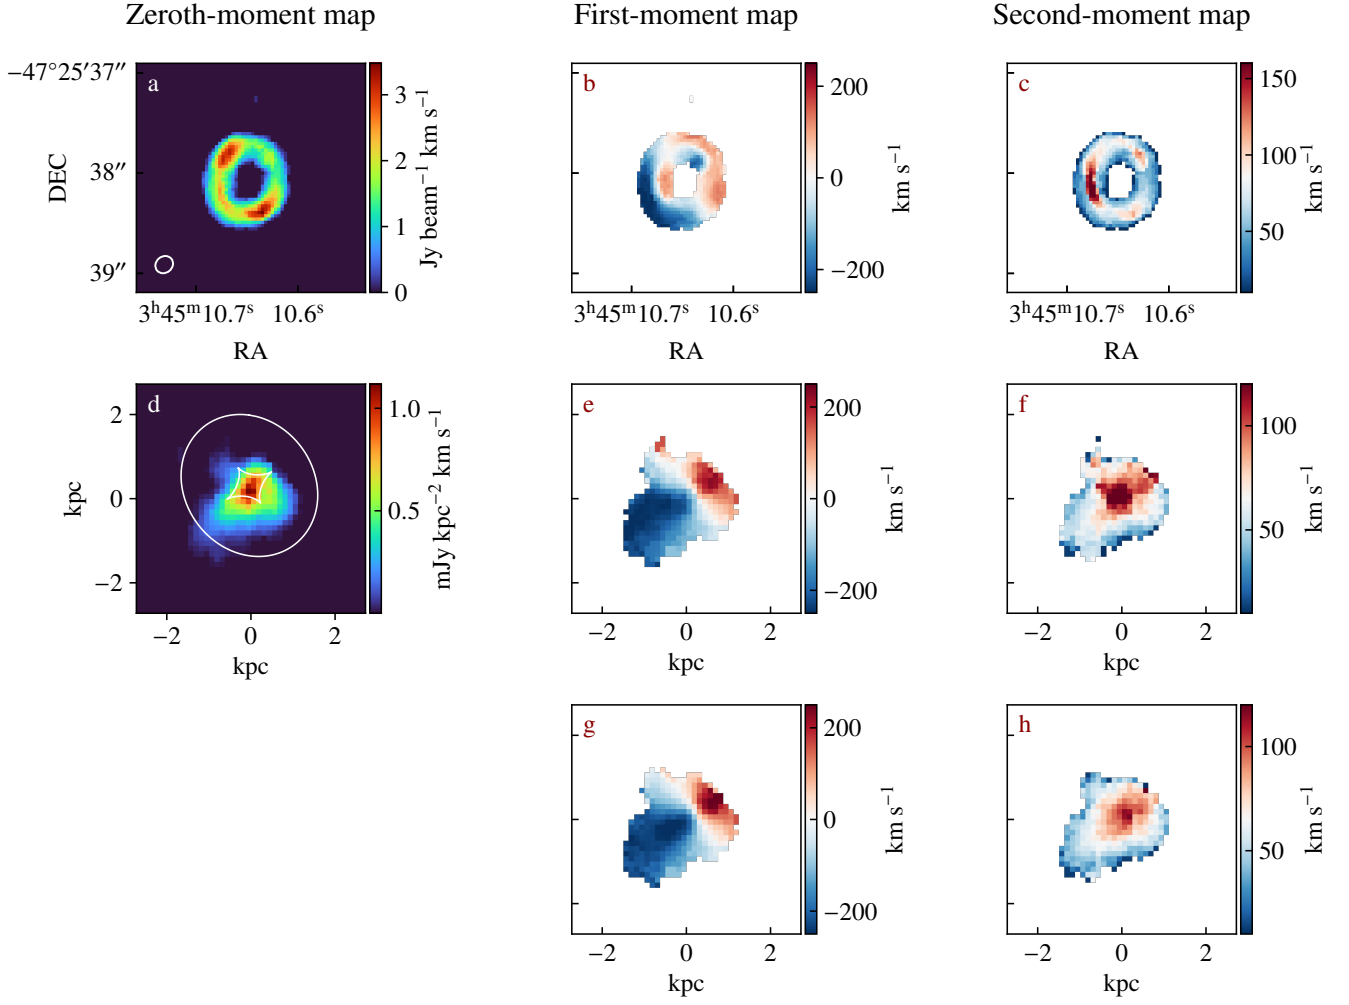 Zeroth-moment map
First-moment map
Second-moment map
a
−47°25′37″
38″
39″
DEC
3ʰ45ᵐ10.7ˢ
10.6ˢ
RA
3
2
1
0
Jy beam⁻¹ km s⁻¹
b
3ʰ45ᵐ10.7ˢ
10.6ˢ
RA
200
0
−200
km s⁻¹
c
3ʰ45ᵐ10.7ˢ
10.6ˢ
RA
150
100
50
km s⁻¹
d
2
0
−2
kpc
−2
0
2
kpc
1.0
0.5
mJy kpc⁻² km s⁻¹
e
−2
0
2
kpc
200
0
−200
km s⁻¹
f
−2
0
2
kpc
100
50
km s⁻¹
g
−2
0
2
kpc
200
0
−200
km s⁻¹
h
−2
0
2
kpc
100
50
km s⁻¹